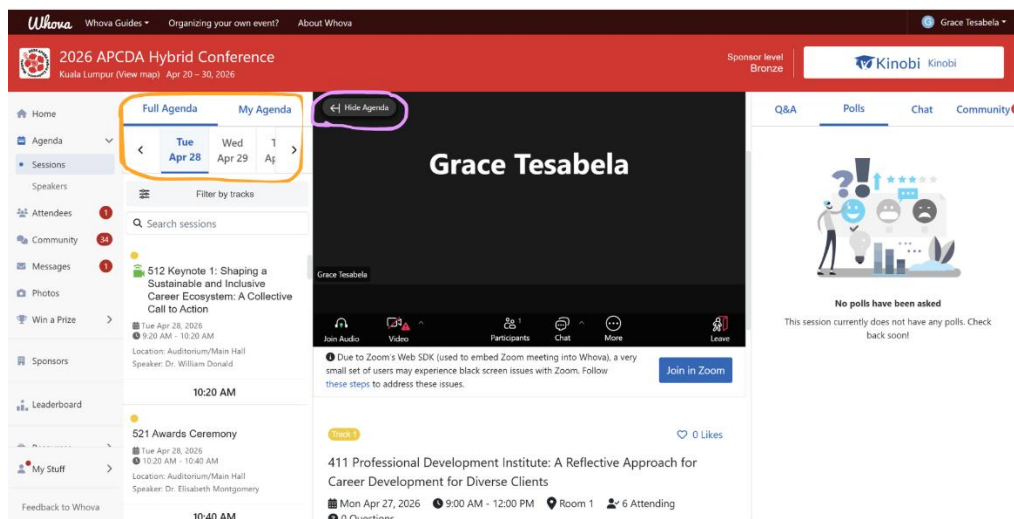 Whova Whova Guides Organizing your own event? About Whova G Grace Tesabela
2026 APCDA Hybrid Conference
Kuala Lumpur (View map) Apr 20 – 30, 2026
Sponsor level
Bronze
Kinobi Kinobi
Home
Agenda
Sessions
Speakers
Attendees 1
Community 34
Messages 1
Photos
Win a Prize
Sponsors
Leaderboard
Resources
My Stuff
Feedback to Whova
Full Agenda My Agenda
Tue Wed T
Apr 28 Apr 29 Ap
Filter by tracks
Search sessions
512 Keynote 1: Shaping a
Sustainable and Inclusive
Career Ecosystem: A Collective
Call to Action
Tue Apr 28, 2026
9:20 AM - 10:20 AM
Location: Auditorium/Main Hall
Speaker: Dr. William Donald
10:20 AM
521 Awards Ceremony
Tue Apr 28, 2026
10:20 AM - 10:40 AM
Location: Auditorium/Main Hall
Speaker: Dr. Elisabeth Montgomery
10:40 AM
Hide Agenda
Grace Tesabela
Grace Tesabela
1
Join Audio Video Participants Chat More Leave
Due to Zoom's Web SDK (used to embed Zoom meeting into Whova), a very
small set of users may experience black screen issues with Zoom. Follow
these steps to address these issues.
Join in Zoom
Track 1
0 Likes
411 Professional Development Institute: A Reflective Approach for
Career Development for Diverse Clients
Mon Apr 27, 2026 9:00 AM - 12:00 PM Room 1 6 Attending
0 Questions
Q&A Polls Chat Community
No polls have been asked
This session currently does not have any polls. Check
back soon!